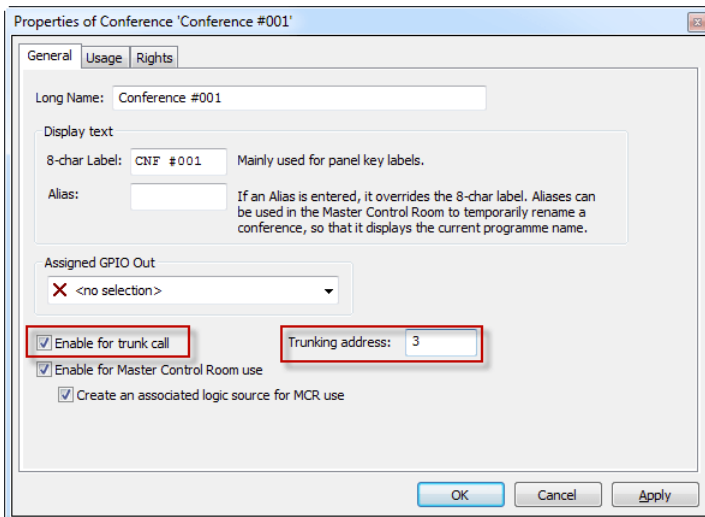 Properties of Conference 'Conference #001'
General Usage Rights
Long Name: Conference #001
Display text
8-char Label: CNF #001 Mainly used for panel key labels.
Alias: If an Alias is entered, it overrides the 8-char label. Aliases can
be used in the Master Control Room to temporarily rename a
conference, so that it displays the current programme name.
Assigned GPIO Out
<no selection>
Enable for trunk call Trunking address: 3
Enable for Master Control Room use
Create an associated logic source for MCR use
OK Cancel Apply